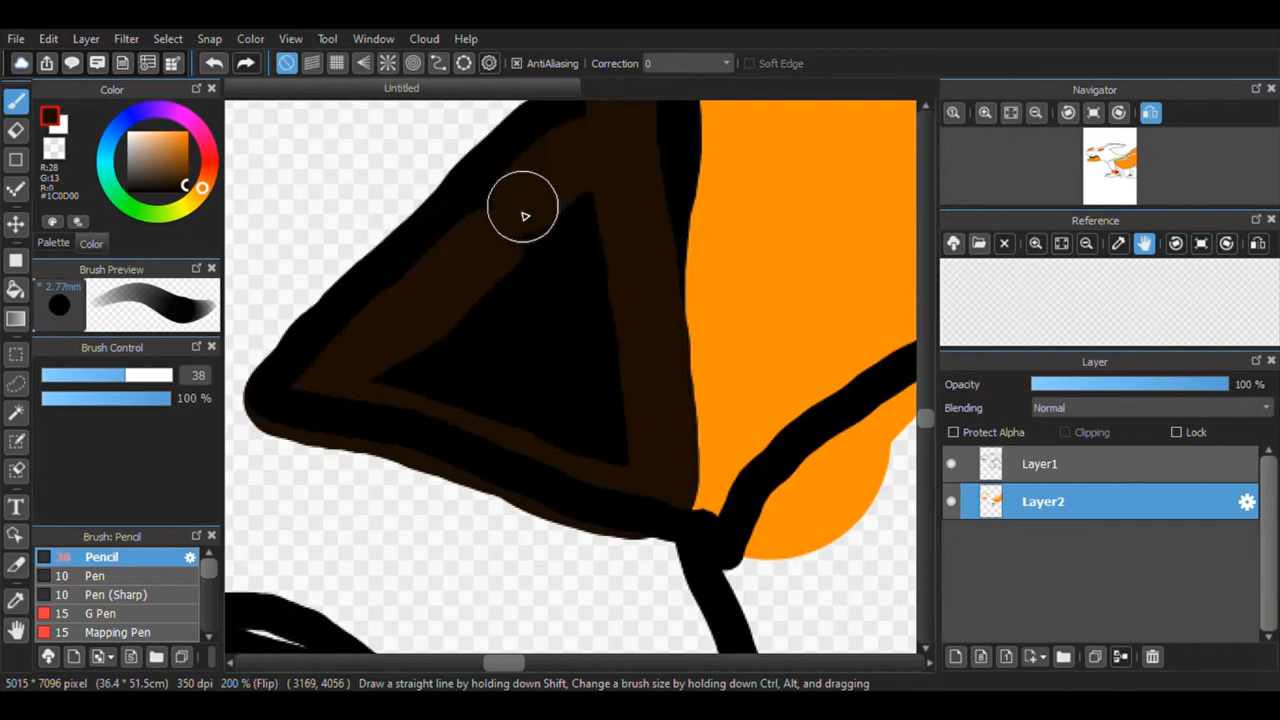 File Edit Layer Filter Select Snap Color View Tool Window Cloud Help
AntiAliasing Correction 0 Soft Edge
Color
Untitled
Navigator
R:28
G:13
B:0
#1C0D00
Palette Color
Reference
Brush Preview
* 2.77mm
Brush Control
38
100 %
Layer
Opacity 100 %
Blending Normal
Protect Alpha Clipping Lock
Layer1
Layer2
Brush: Pencil
38 Pencil
10 Pen
10 Pen (Sharp)
15 G Pen
15 Mapping Pen
5015 * 7096 pixel (36.4 * 51.5cm) 350 dpi 200 % (Flip) ( 3169, 4056 ) Draw a straight line by holding down Shift, Change a brush size by holding down Ctrl, Alt, and dragging